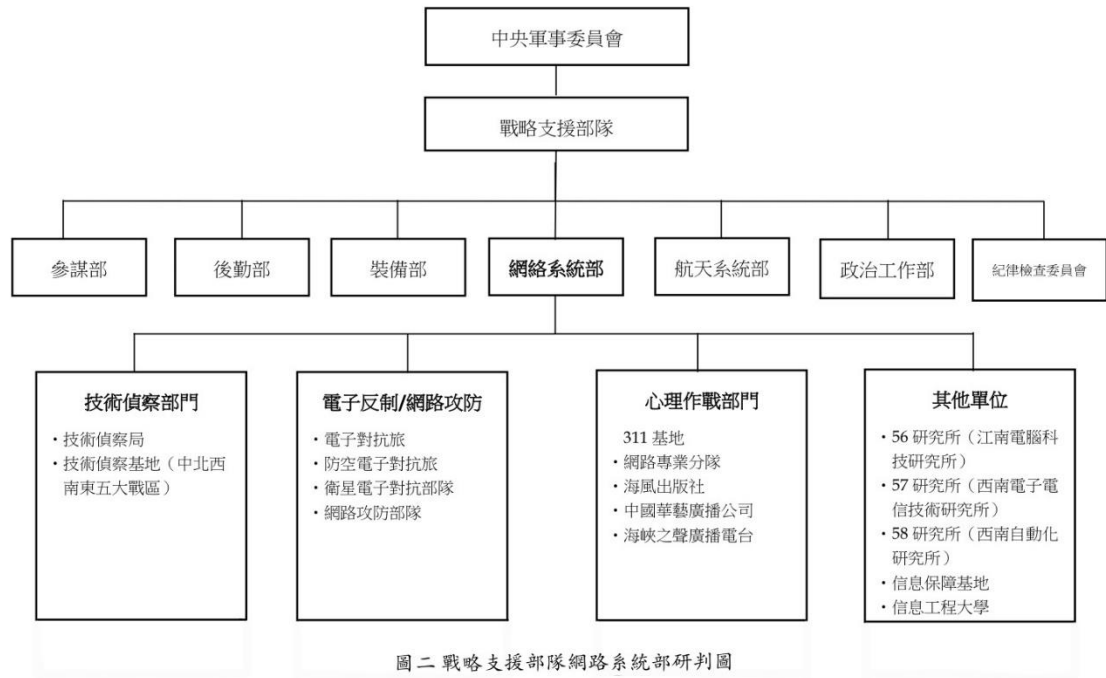 中央軍事委員會
戰略支援部隊
參謀部
後勤部
裝備部
網絡系統部
航天系統部
政治工作部
紀律檢查委員會
技術偵察部門
・技術偵察局
・技術偵察基地（中北西
南東五大戰區）
電子反制/網路攻防
・電子對抗旅
・防空電子對抗旅
・衛星電子對抗部隊
・網路攻防部隊
心理作戰部門
311 基地
・網路專業分隊
・海風出版社
・中國華藝廣播公司
・海峽之聲廣播電台
其他單位
・56 研究所（江南電腦科
技研究所）
・57 研究所（西南電子電
信技術研究所）
・58 研究所（西南自動化
研究所）
・信息保障基地
・信息工程大學
圖二 戰略支援部隊網路系統部研判圖